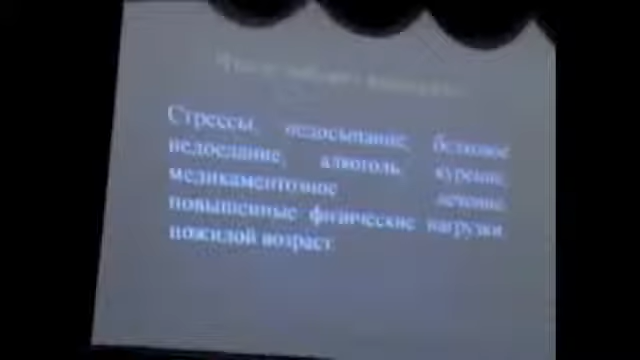 Стрессы, недосыпание, белковое
недоедание, алкоголь, курение,
медикаментозное лечение,
повышенные физические нагрузки,
пожилой возраст.